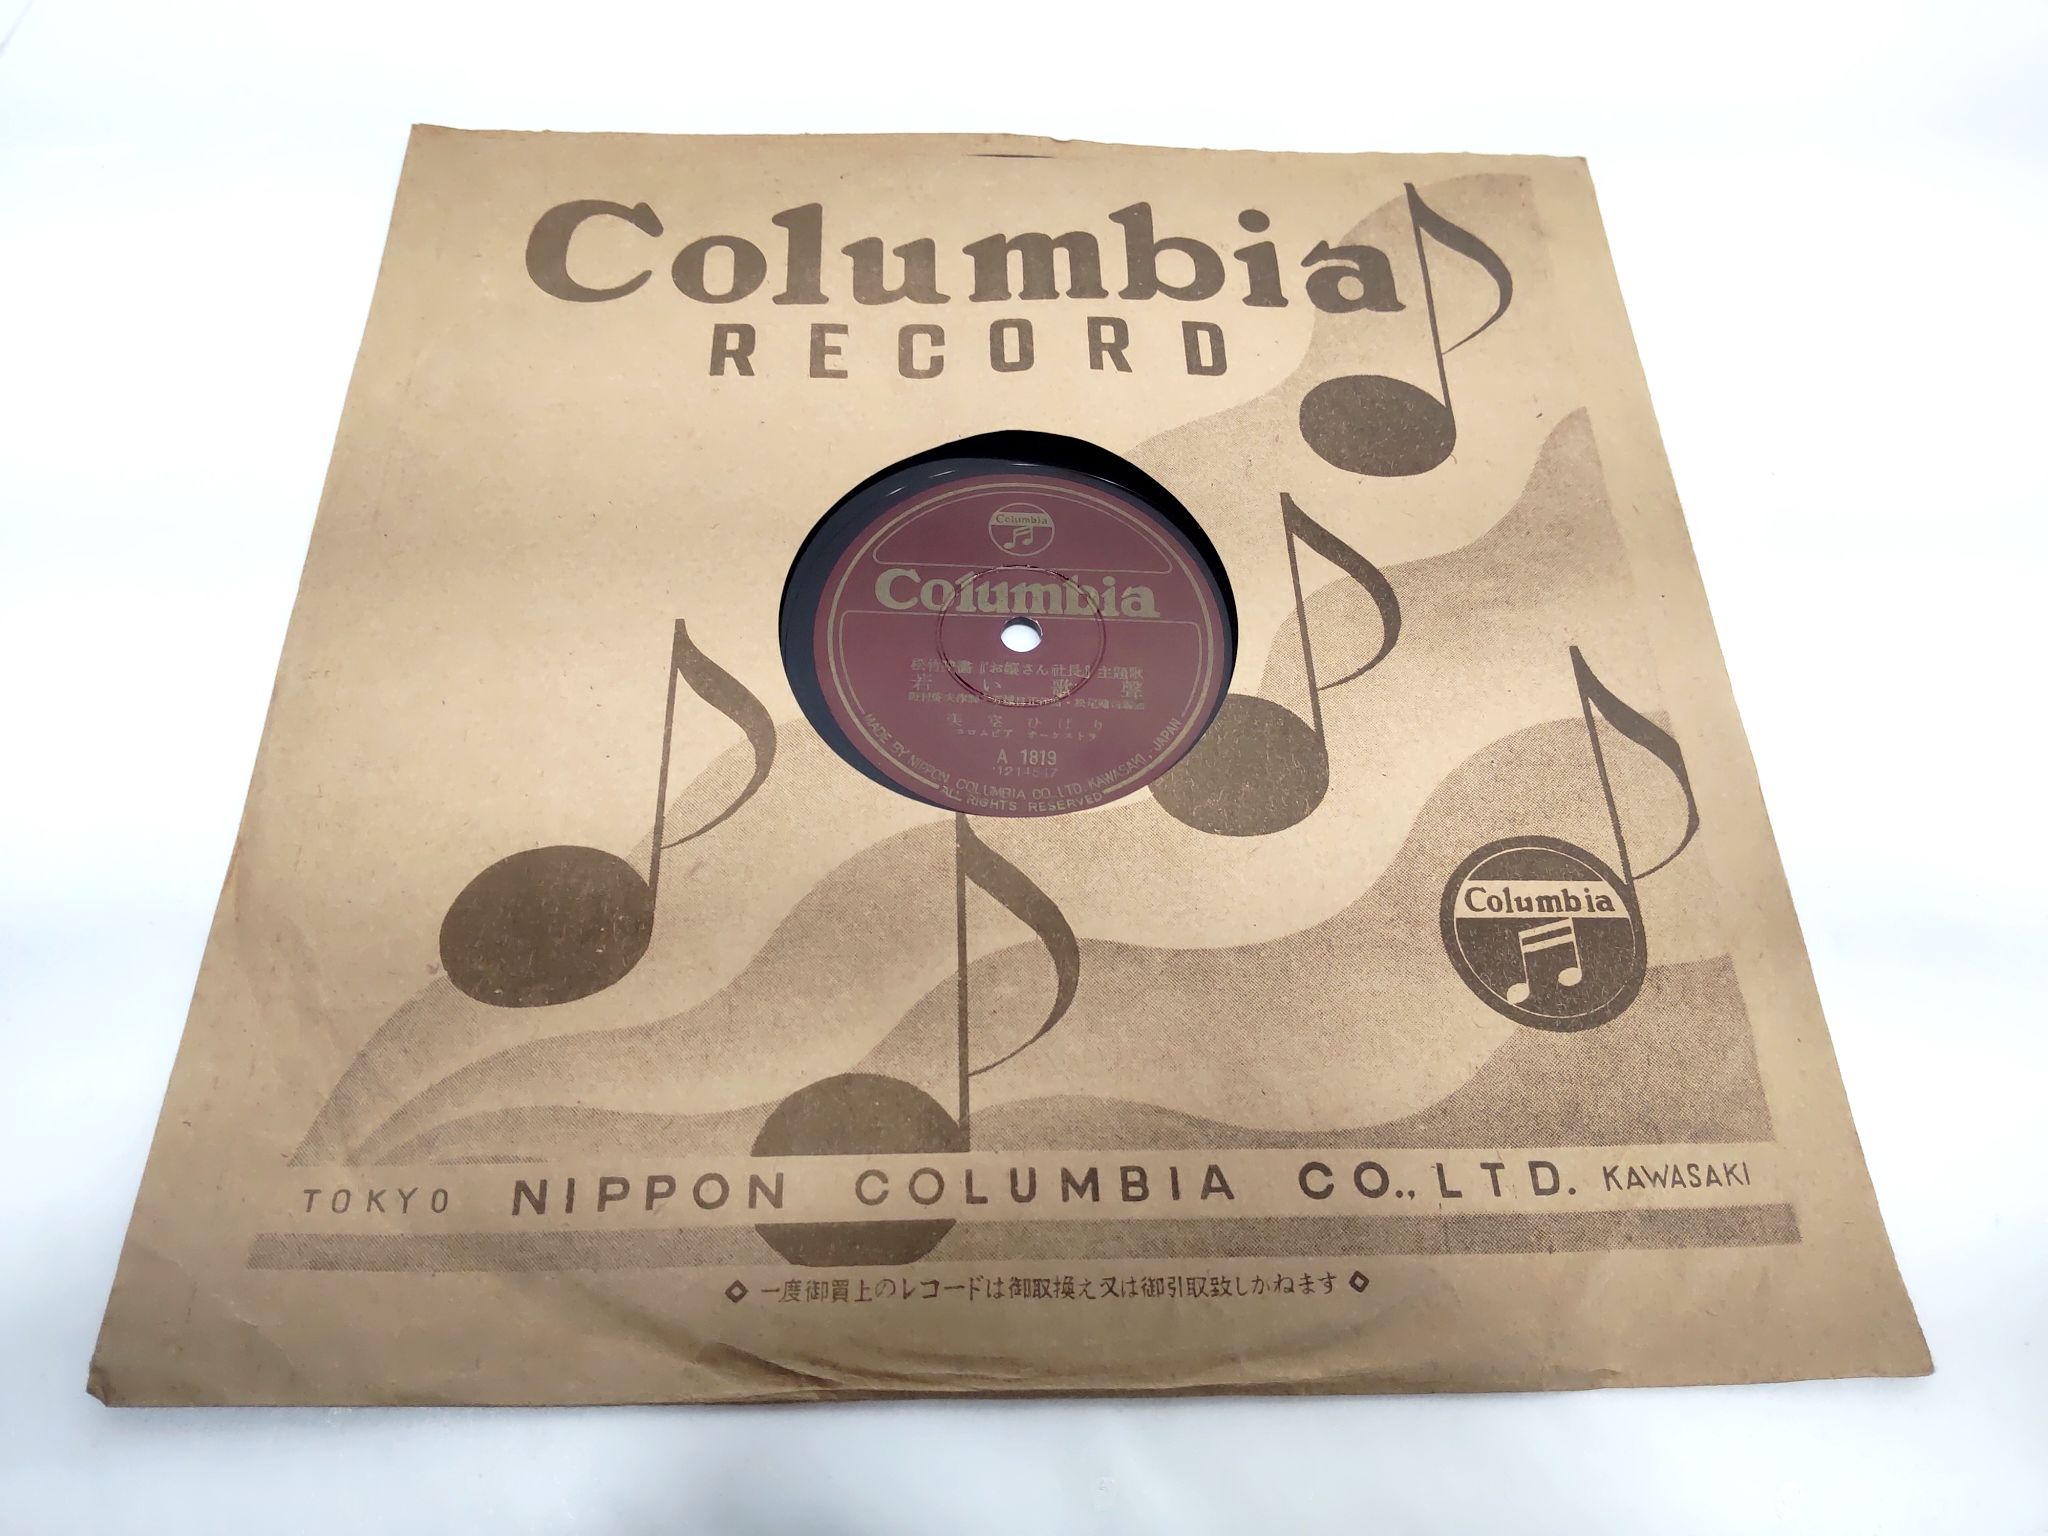 Columbia
RECORD
Columbia
Columbia
松竹映畵『お孃さん社長』主題歌
若い歌聲
美空ひばり
コロムビア オーケストラ
A 1819
MADE BY NIPPON COLUMBIA CO., LTD. KAWASAKI, JAPAN
ALL RIGHTS RESERVED
Columbia
TOKYO NIPPON COLUMBIA CO., LTD. KAWASAKI
◇ 一度御買上のレコードは御取換え又は御引取致しかねます ◇